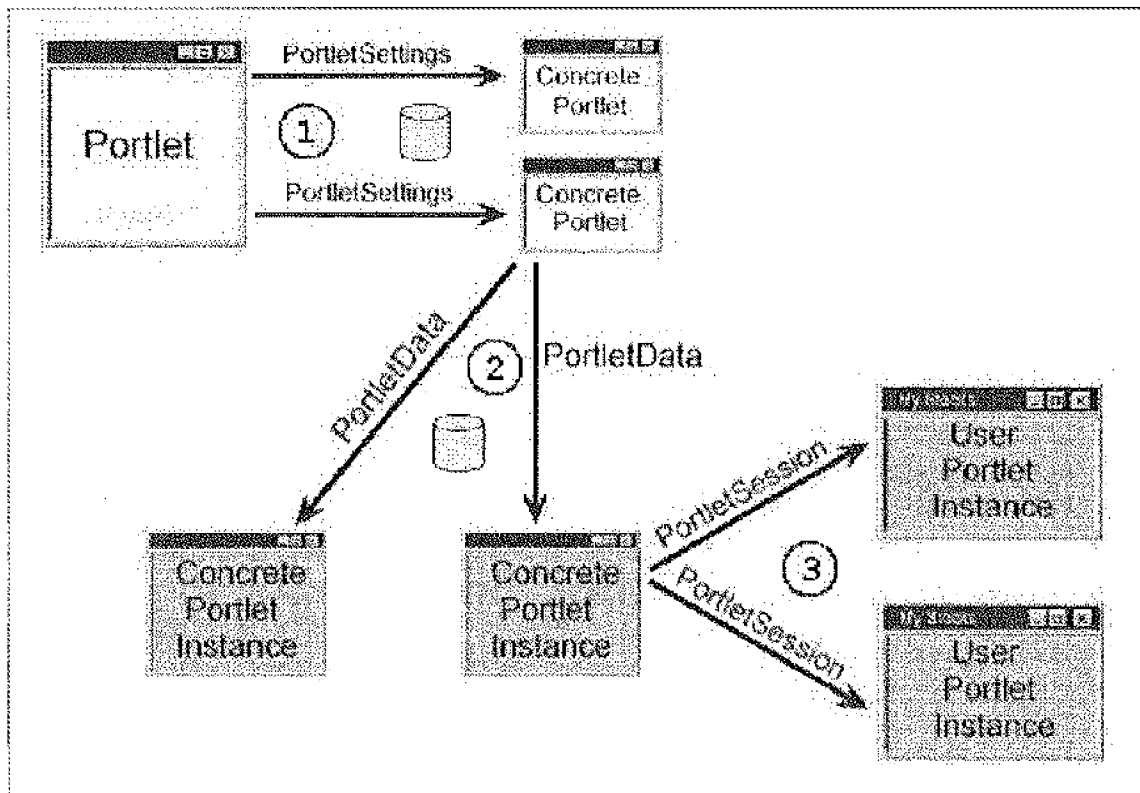 PortletSettings
Concrete
Portlet
Portlet
1
PortletSettings
Concrete
Portlet
PortletData
2
PortletData
Concrete
Portlet
Instance
Concrete
Portlet
Instance
PortletSession
3
PortletSession
User
Portlet
Instance
User
Portlet
Instance